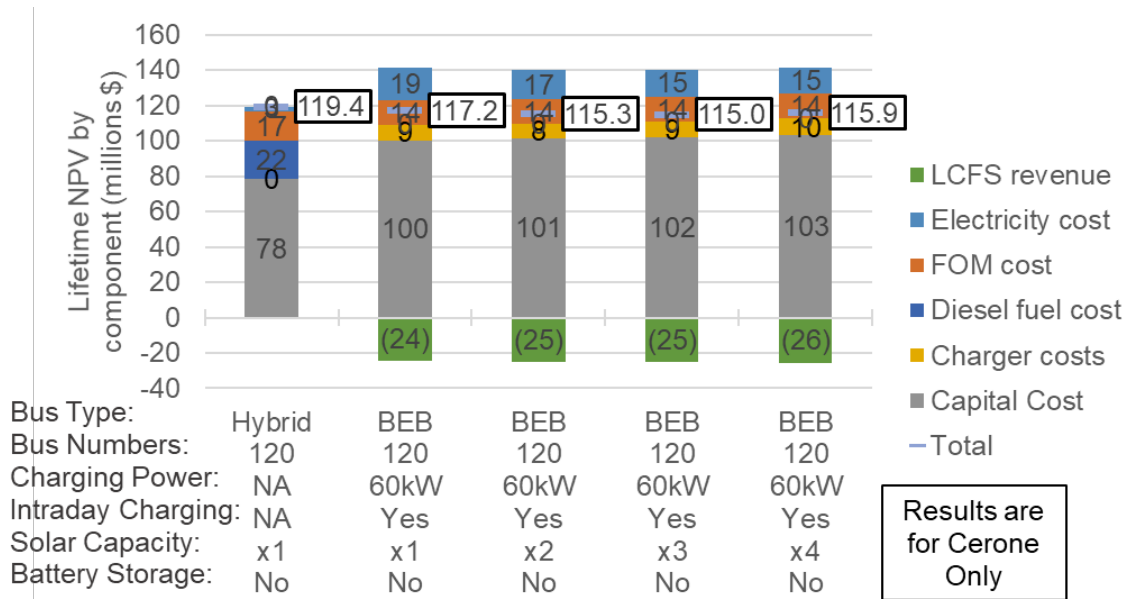 Lifetime NPV by
component (millions $)
160
140
120
100
80
60
40
20
0
-20
-40
119.4
17
22
0
78
19
14
117.2
9
100
(24)
17
14
115.3
8
101
(25)
15
14
115.0
9
102
(25)
15
14
115.9
10
103
(26)
LCFS revenue
Electricity cost
FOM cost
Diesel fuel cost
Charger costs
Capital Cost
Total
Bus Type: Hybrid BEB BEB BEB BEB
Bus Numbers: 120 120 120 120 120
Charging Power: NA 60kW 60kW 60kW 60kW
Intraday Charging: NA Yes Yes Yes Yes
Solar Capacity: x1 x1 x2 x3 x4
Battery Storage: No No No No No
Results are
for Cerone
Only